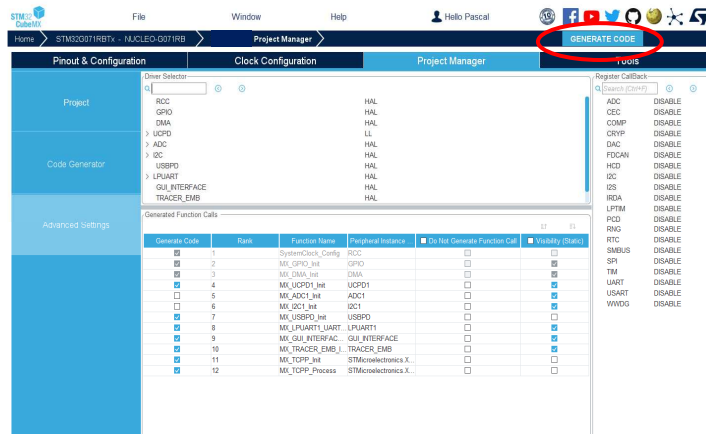 STM32 CubeMX
File
Window
Help
Hello Pascal
Home
STM32G071RBTx - NUCLEO-G071RB
Project Manager
GENERATE CODE
Pinout & Configuration
Clock Configuration
Project Manager
Tools
Project
Code Generator
Advanced Settings
Driver Selector
RCC HAL
GPIO HAL
DMA HAL
> UCPD LL
> ADC HAL
> I2C HAL
USBPD HAL
> LPUART HAL
GUI_INTERFACE HAL
TRACER_EMB HAL
Generated Function Calls
Generate Code Rank Function Name Peripheral Instance ... Do Not Generate Function Call Visibility (Static)
1 SystemClock_Config RCC
2 MX_GPIO_Init GPIO
3 MX_DMA_Init DMA
4 MX_UCPD1_Init UCPD1
5 MX_ADC1_Init ADC1
6 MX_I2C1_Init I2C1
7 MX_USBPD_Init USBPD
8 MX_LPUART1_UART... LPUART1
9 MX_GUI_INTERFAC... GUI_INTERFACE
10 MX_TRACER_EMB_I... TRACER_EMB
11 MX_TCPP_Init STMicroelectronics.X...
12 MX_TCPP_Process STMicroelectronics.X...
Register CallBack
Search (Ctrl+F)
ADC DISABLE
CEC DISABLE
COMP DISABLE
CRYP DISABLE
DAC DISABLE
FDCAN DISABLE
HCD DISABLE
I2C DISABLE
I2S DISABLE
IRDA DISABLE
LPTIM DISABLE
PCD DISABLE
RNG DISABLE
RTC DISABLE
SMBUS DISABLE
SPI DISABLE
TIM DISABLE
UART DISABLE
USART DISABLE
WWDG DISABLE